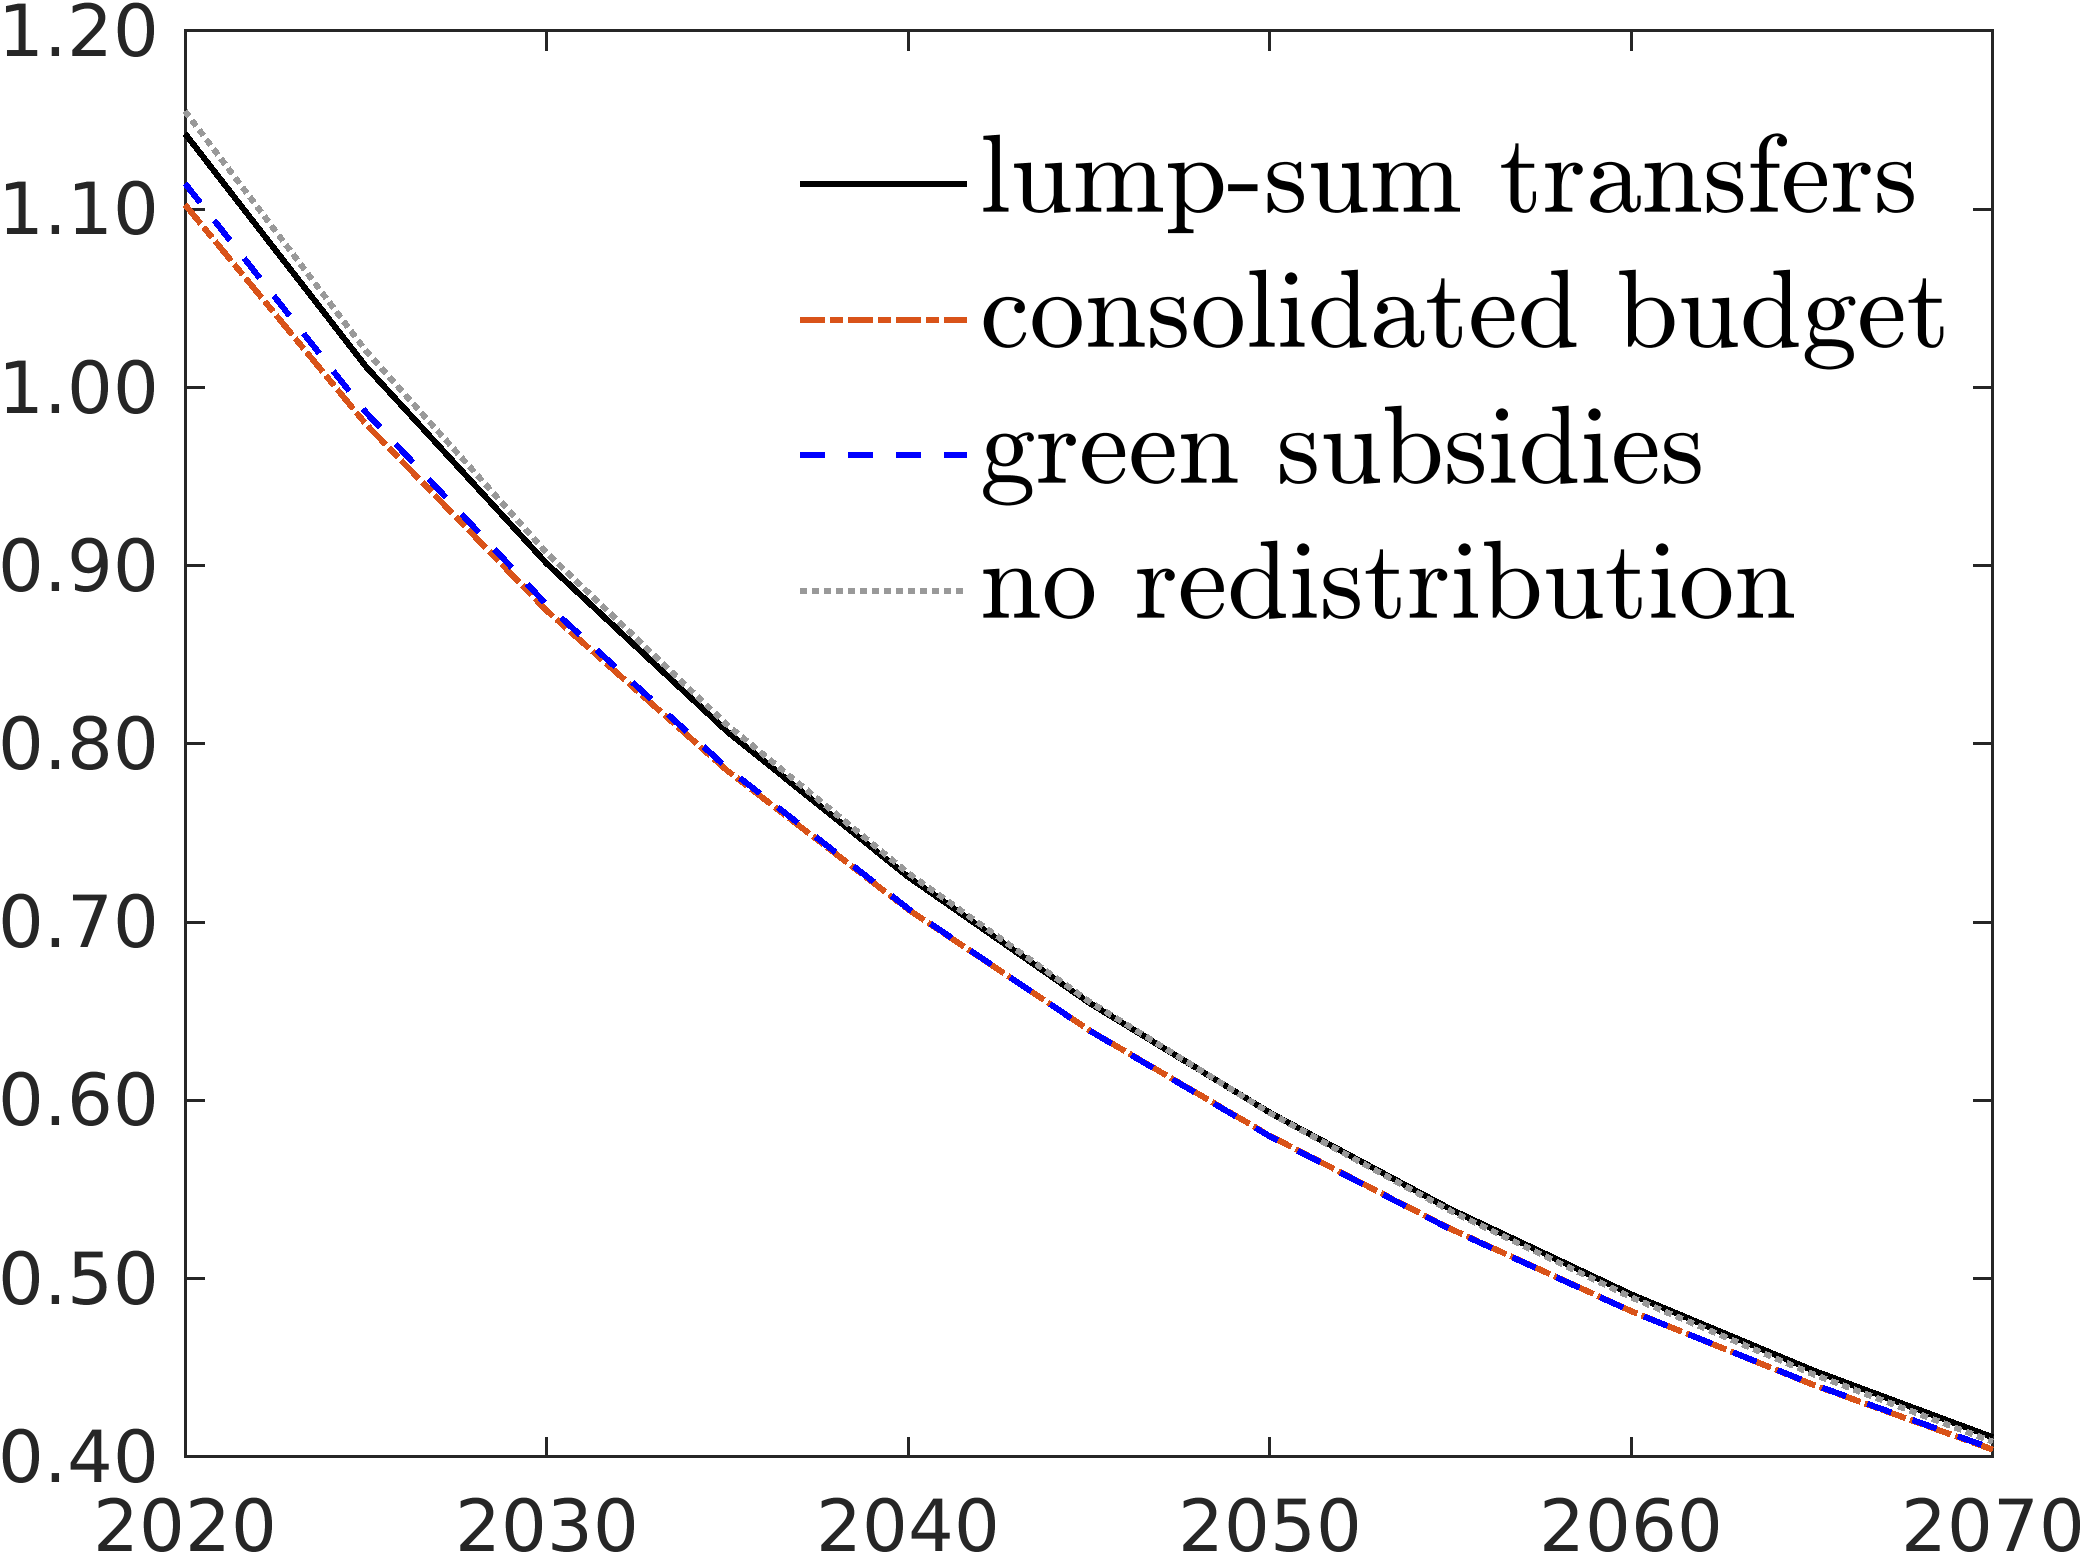 1.20
1.10
1.00
0.90
0.80
0.70
0.60
0.50
0.40
lump-sum transfers
consolidated budget
green subsidies
no redistribution
2020 2030 2040 2050 2060 2070